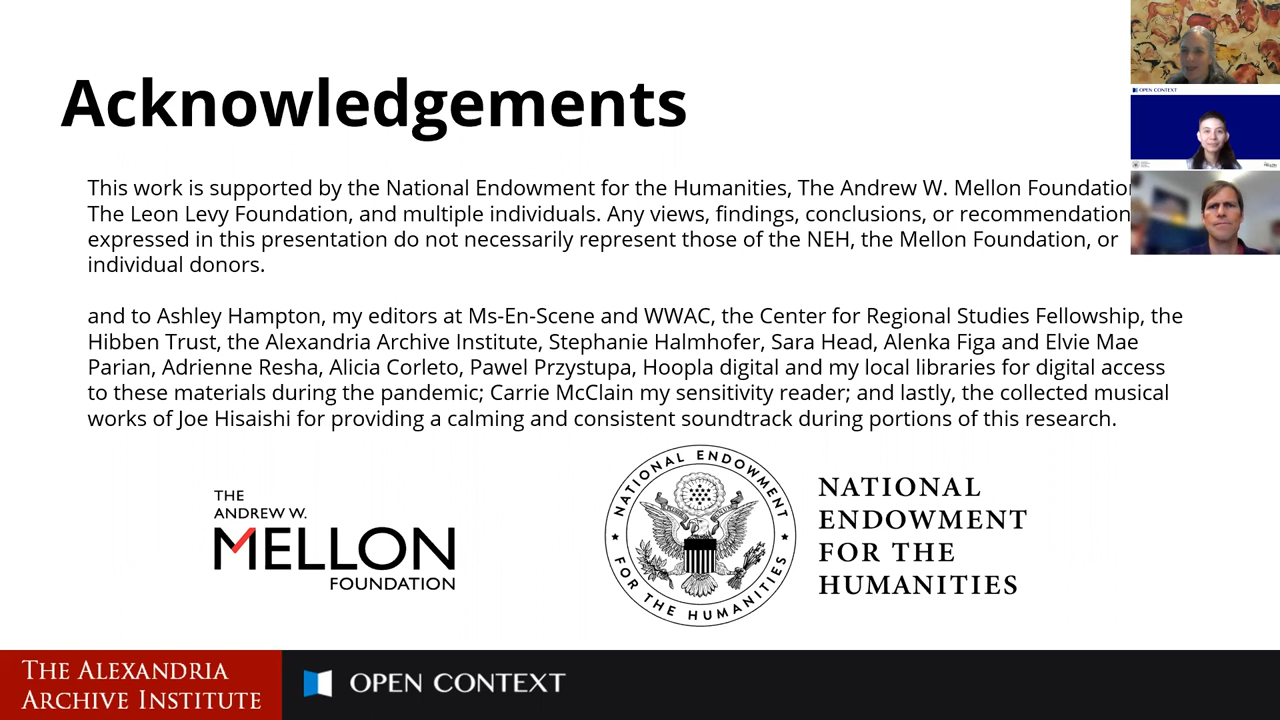 Acknowledgements
This work is supported by the National Endowment for the Humanities, The Andrew W. Mellon Foundation
The Leon Levy Foundation, and multiple individuals. Any views, findings, conclusions, or recommendation
expressed in this presentation do not necessarily represent those of the NEH, the Mellon Foundation, or
individual donors.
and to Ashley Hampton, my editors at Ms-En-Scene and WWAC, the Center for Regional Studies Fellowship, the
Hibben Trust, the Alexandria Archive Institute, Stephanie Halmhofer, Sara Head, Alenka Figa and Elvie Mae
Parian, Adrienne Resha, Alicia Corleto, Pawel Przystupa, Hoopla digital and my local libraries for digital access
to these materials during the pandemic; Carrie McClain my sensitivity reader; and lastly, the collected musical
works of Joe Hisaishi for providing a calming and consistent soundtrack during portions of this research.
THE
ANDREW W.
MELLON
FOUNDATION
NATIONAL ENDOWMENT
FOR THE HUMANITIES
NATIONAL
ENDOWMENT
FOR THE
HUMANITIES
THE ALEXANDRIA
ARCHIVE INSTITUTE
OPEN CONTEXT
OPEN CONTEXT